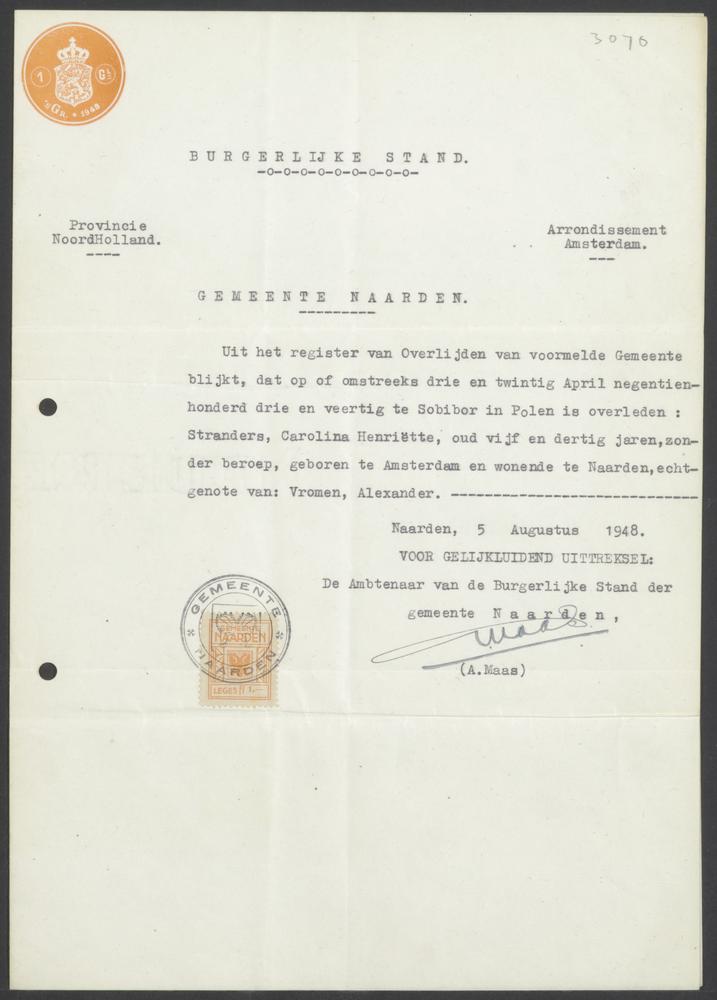 3076
1 Gld
'sGr. * 1948
BURGERLIJKE STAND.
-O-O-O-O-O-O-O-O-O-
Provincie
NoordHolland.
----
Arrondissement
Amsterdam.
---
GEMEENTE NAARDEN.
---------
Uit het register van Overlijden van voormelde Gemeente
blijkt, dat op of omstreeks drie en twintig April negentien-
honderd drie en veertig te Sobibor in Polen is overleden :
Stranders, Carolina Henriëtte, oud vijf en dertig jaren,zon-
der beroep, geboren te Amsterdam en wonende te Naarden,echt-
genote van: Vromen, Alexander. -----------------------------
Naarden, 5 Augustus 1948.
VOOR GELIJKLUIDEND UITTREKSEL:
De Ambtenaar van de Burgerlijke Stand der
gemeente Naarden,
Maas
(A.Maas)
GEMEENTE
NAARDEN
GEMEENTE
NAARDEN
LEGES fl 1,-